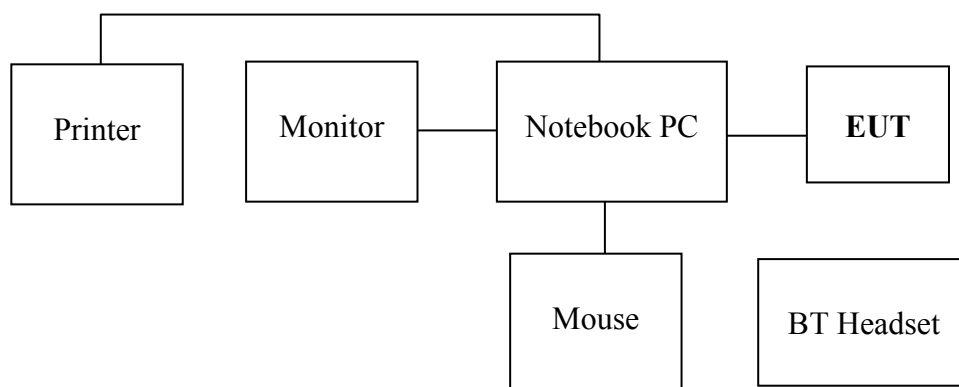 Printer
Monitor
Notebook PC
EUT
Mouse
BT Headset